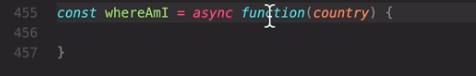 455 const whereAmI = async function(country) {
456
457 }